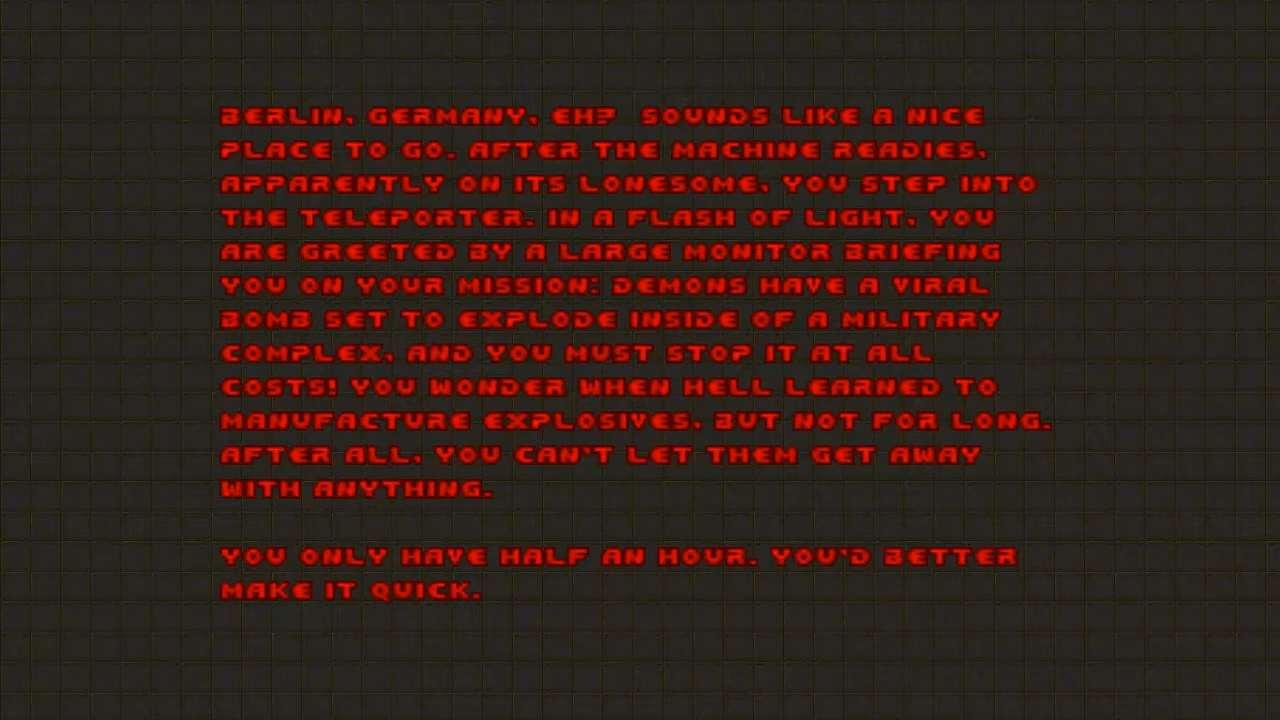 BERLIN, GERMANY, EH?  SOUNDS LIKE A NICE
PLACE TO GO. AFTER THE MACHINE READIES,
APPARENTLY ON ITS LONESOME, YOU STEP INTO
THE TELEPORTER. IN A FLASH OF LIGHT, YOU
ARE GREETED BY A LARGE MONITOR BRIEFING
YOU ON YOUR MISSION: DEMONS HAVE A VIRAL
BOMB SET TO EXPLODE INSIDE OF A MILITARY
COMPLEX, AND YOU MUST STOP IT AT ALL
COSTS! YOU WONDER WHEN HELL LEARNED TO
MANUFACTURE EXPLOSIVES, BUT NOT FOR LONG.
AFTER ALL, YOU CAN'T LET THEM GET AWAY
WITH ANYTHING.
YOU ONLY HAVE HALF AN HOUR. YOU'D BETTER
MAKE IT QUICK.